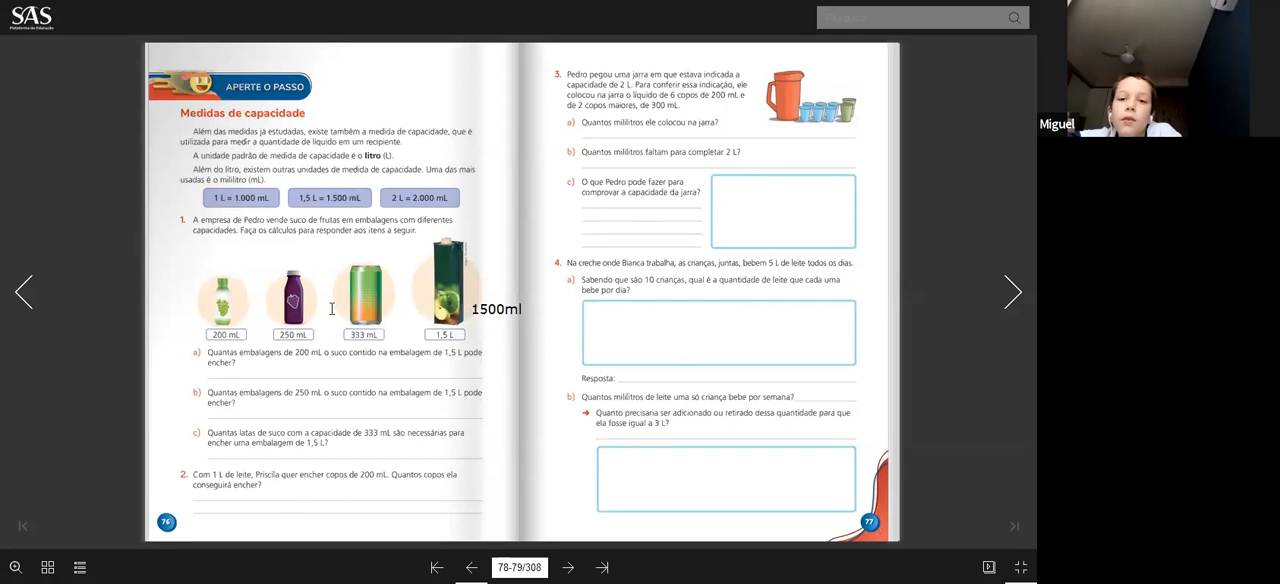 SAS
Plataforma de Educação
Miguel
APERTE O PASSO
Medidas de capacidade
Além das medidas já estudadas, existe também a medida de capacidade, que é
utilizada para medir a quantidade de líquido em um recipiente.
A unidade padrão de medida de capacidade é o litro (L).
Além do litro, existem outras unidades de medida de capacidade. Uma das mais
usadas é o mililitro (mL).
1 L = 1.000 mL 1,5 L = 1.500 mL 2 L = 2.000 mL
1. A empresa de Pedro vende suco de frutas em embalagens com diferentes
capacidades. Faça os cálculos para responder aos itens a seguir.
1500ml
200 mL 250 mL 333 mL 1,5 L
a) Quantas embalagens de 200 mL o suco contido na embalagem de 1,5 L pode
encher?
b) Quantas embalagens de 250 mL o suco contido na embalagem de 1,5 L pode
encher?
c) Quantas latas de suco com a capacidade de 333 mL são necessárias para
encher uma embalagem de 1,5 L?
2. Com 1 L de leite, Priscila quer encher copos de 200 mL. Quantos copos ela
conseguirá encher?
76
3. Pedro pegou uma jarra em que estava indicada a
capacidade de 2 L. Para conferir essa indicação, ele
colocou na jarra o líquido de 6 copos de 200 mL e
de 2 copos maiores, de 300 mL.
a) Quantos mililitros ele colocou na jarra?
b) Quantos mililitros faltam para completar 2 L?
c) O que Pedro pode fazer para
comprovar a capacidade da jarra?
4. Na creche onde Bianca trabalha, as crianças, juntas, bebem 5 L de leite todos os dias.
a) Sabendo que são 10 crianças, qual é a quantidade de leite que cada uma
bebe por dia?
Resposta:
b) Quantos mililitros de leite uma só criança bebe por semana?
Quanto precisaria ser adicionado ou retirado dessa quantidade para que
ela fosse igual a 3 L?
77
78-79/308